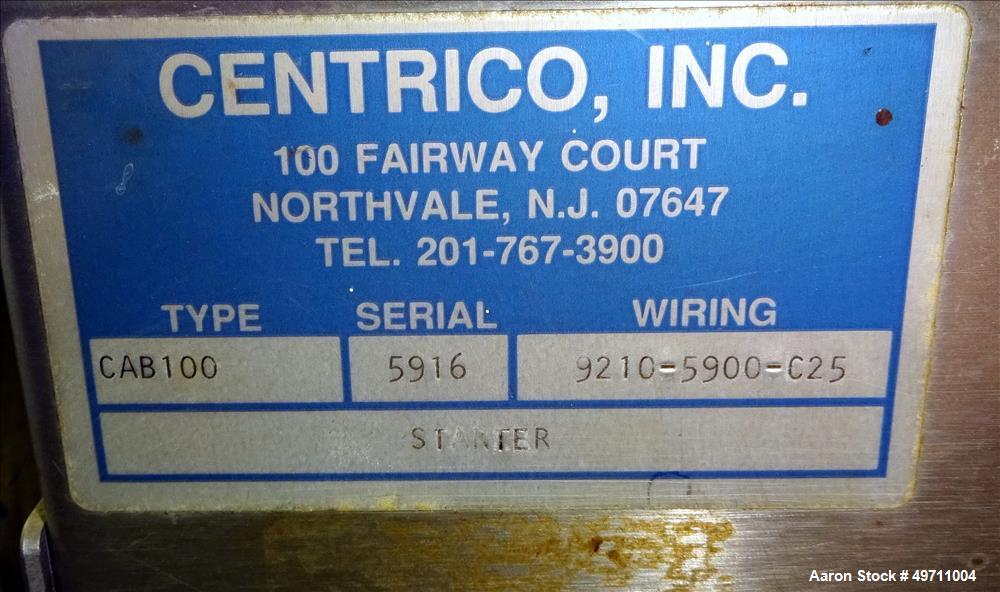 CENTRICO, INC.
100 FAIRWAY COURT
NORTHVALE, N.J. 07647
TEL. 201-767-3900
TYPE SERIAL WIRING
CAB100 5916 9210-5900-C25
STARTER
Aaron Stock # 49711004